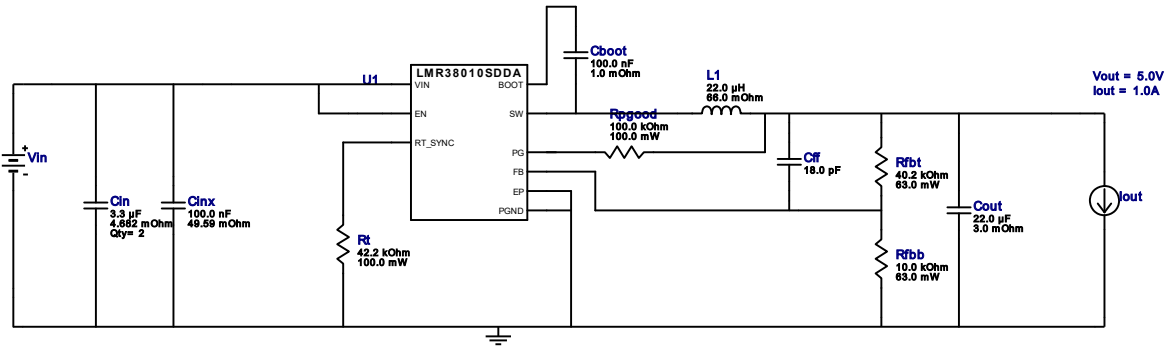 Cboot
100.0 nF
1.0 mOhm
LMR38010SDDA
U1
VIN
BOOT
EN
SW
RT_SYNC
PG
FB
EP
PGND
L1
22.0 µH
66.0 mOhm
Vout = 5.0V
Iout = 1.0A
Rpgood
100.0 kOhm
100.0 mW
+
Vin
-
Cff
18.0 pF
Rfbt
40.2 kOhm
63.0 mW
Cin
3.3 µF
4.682 mOhm
Qty= 2
Cinx
100.0 nF
49.59 mOhm
Rt
42.2 kOhm
100.0 mW
Cout
22.0 µF
3.0 mOhm
Iout
Rfbb
10.0 kOhm
63.0 mW